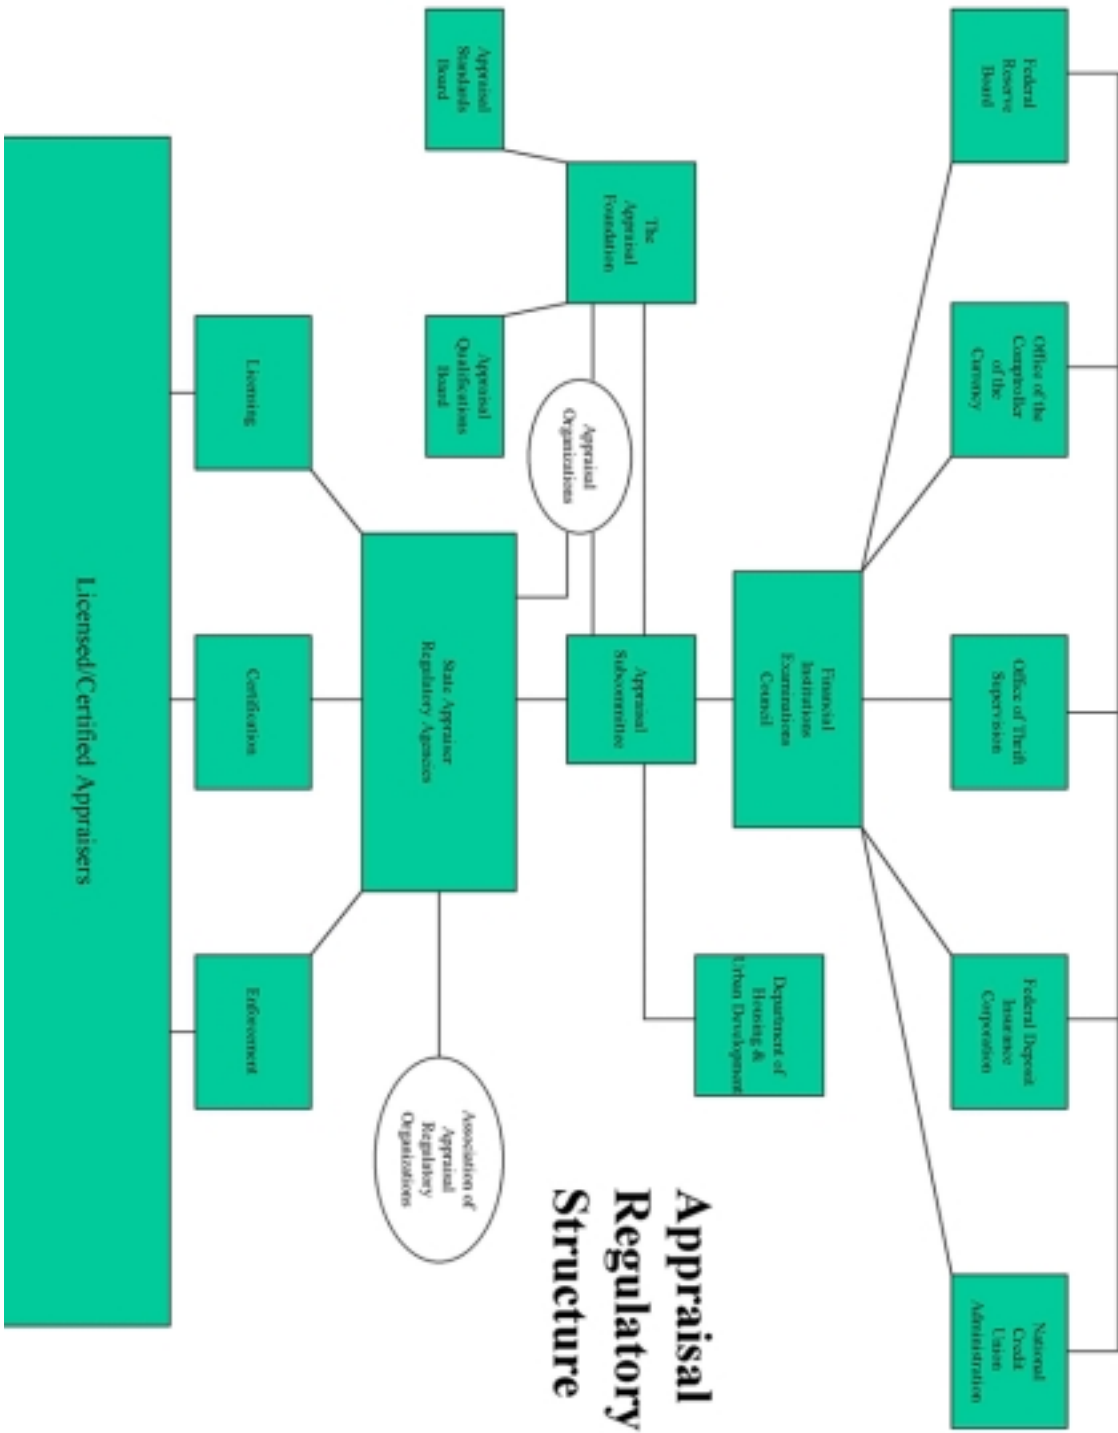 Federal
Reserve
Board
Office of the
Comptroller
of the
Currency
Office of Thrift
Supervision
Federal Deposit
Insurance
Corporation
National
Credit
Union
Administration
Financial
Institutions
Examinations
Council
Department of
Housing &
Urban Development
The
Appraisal
Foundation
Appraisal
Organizations
Appraisal
Subcommittee
Appraisal
Regulatory
Structure
Appraisal
Standards
Board
Appraisal
Qualifications
Board
State Appraiser
Regulatory Agencies
Association of
Appraisal
Regulatory
Organizations
Licensing
Certification
Enforcement
Licensed/Certified Appraisers